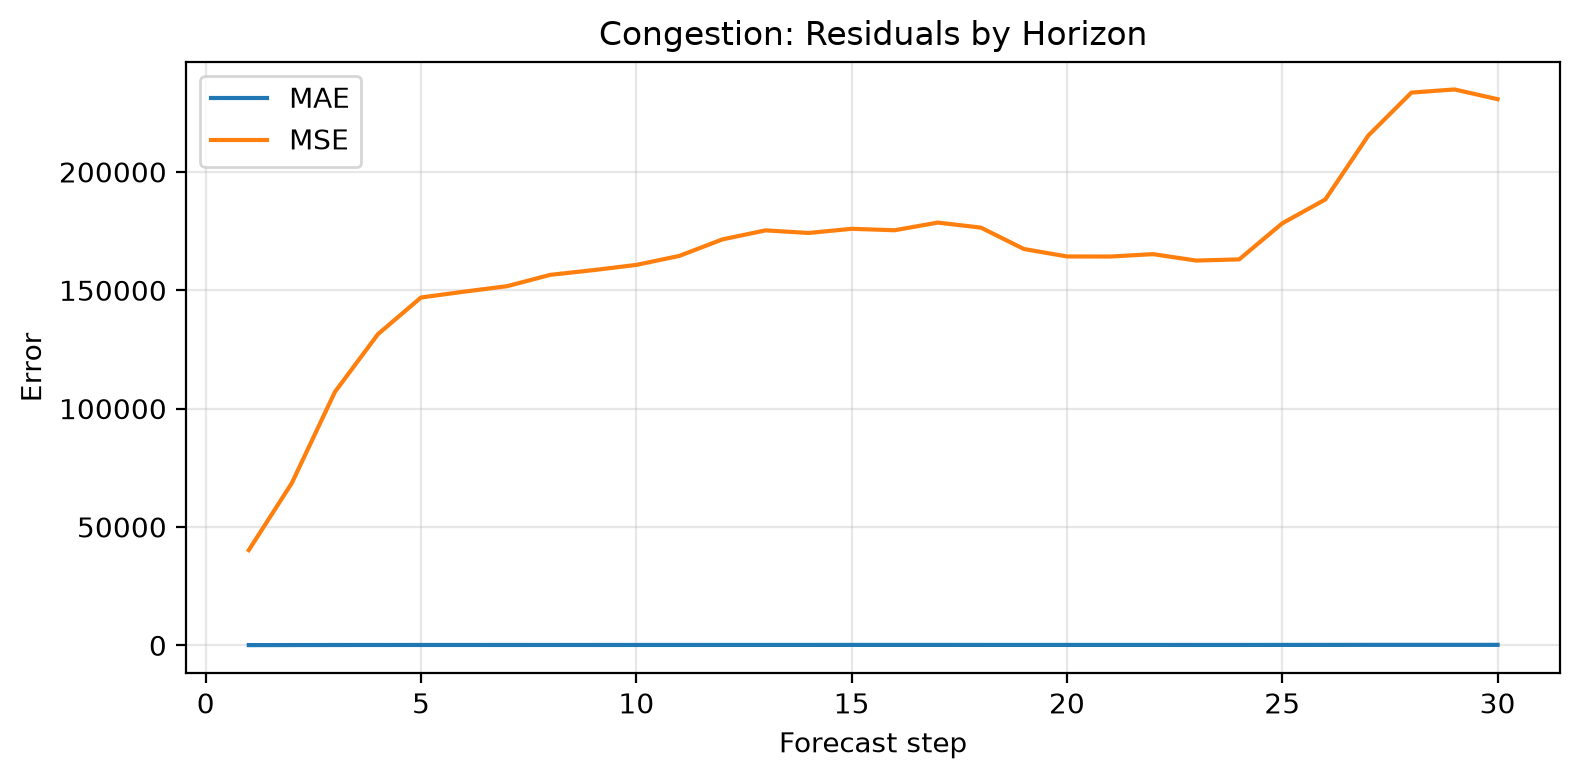 Congestion: Residuals by Horizon
MAE
MSE
200000
150000
100000
50000
0
Error
0 5 10 15 20 25 30
Forecast step